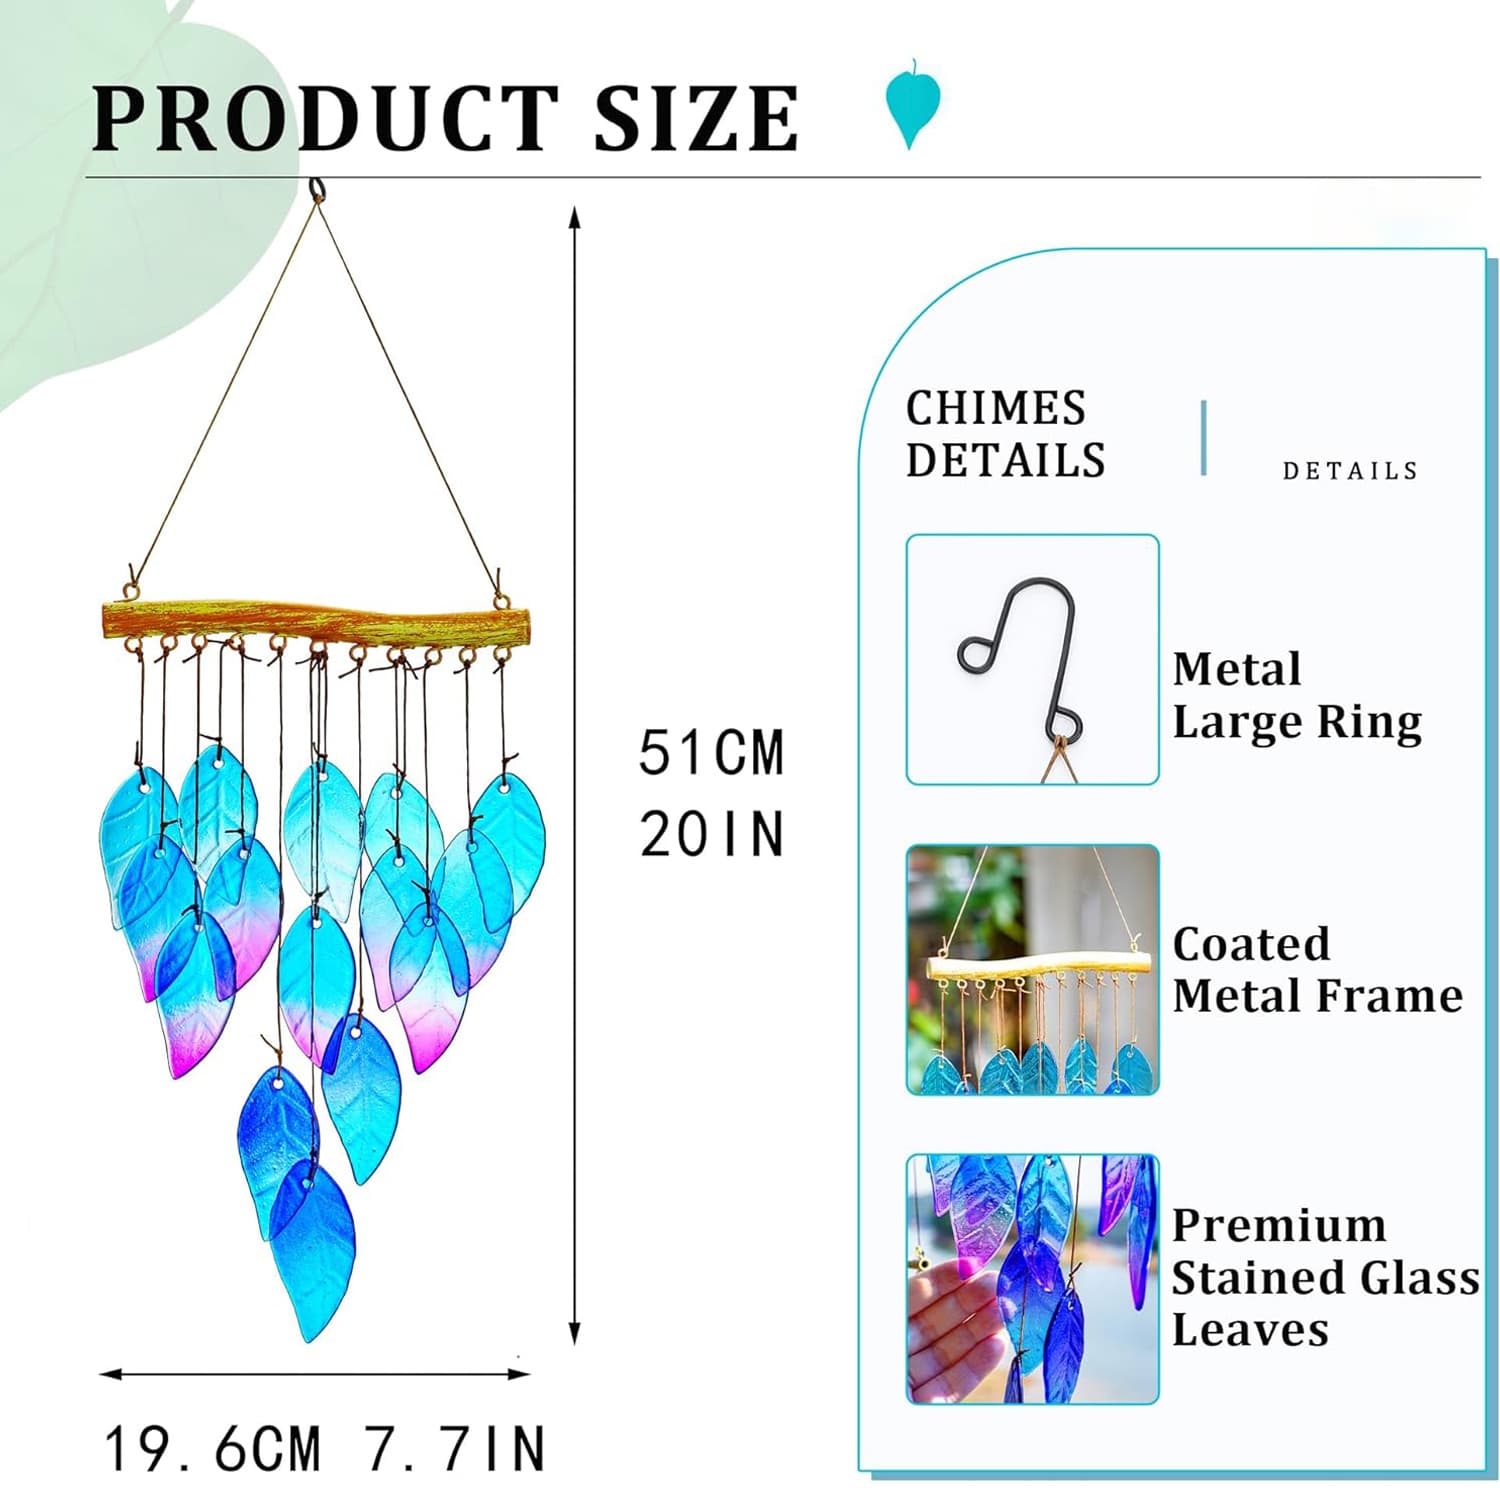 PRODUCT SIZE
CHIMES
DETAILS
DETAILS
Metal
Large Ring
51CM
20IN
Coated
Metal Frame
Premium
Stained Glass
Leaves
19.6CM 7.7IN